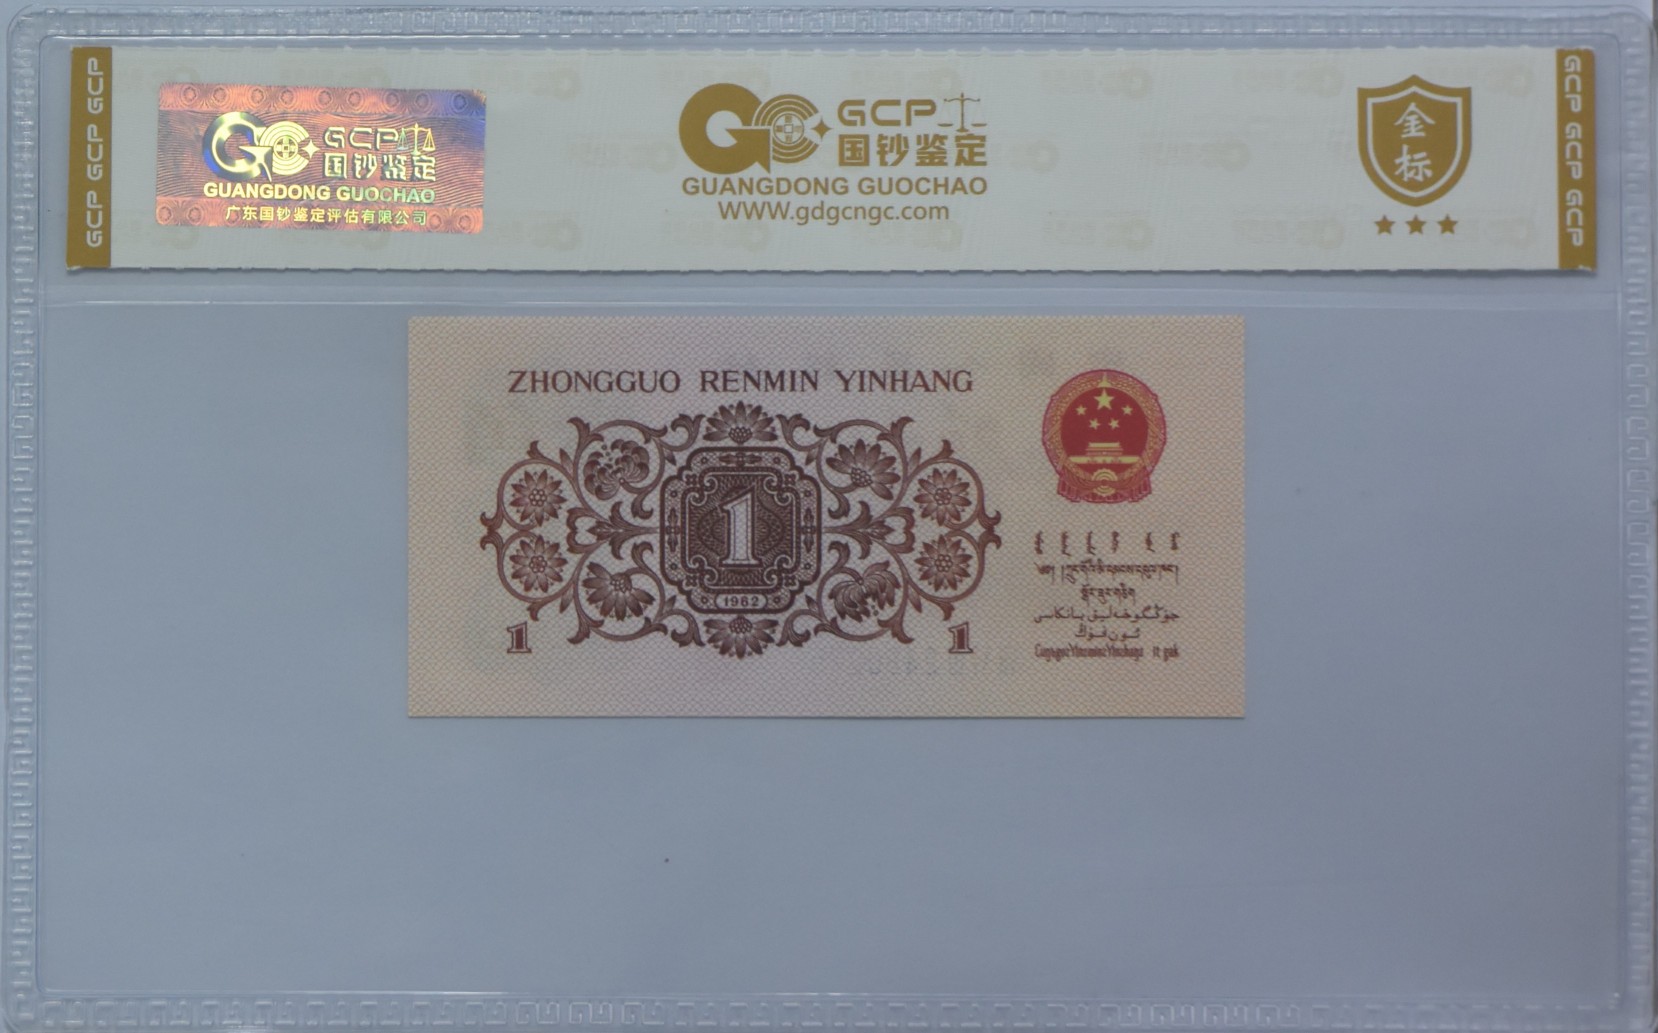 GCP GCP GCP
GCP
国钞鉴定
GUANGDONG GUOCHAO
广东国钞鉴定评估有限公司
GCP
国钞鉴定
GUANGDONG GUOCHAO
WWW.gdgcngc.com
金标
GCP GCP GCP
ZHONGGUO RENMIN YINHANG
1
1962
1
1